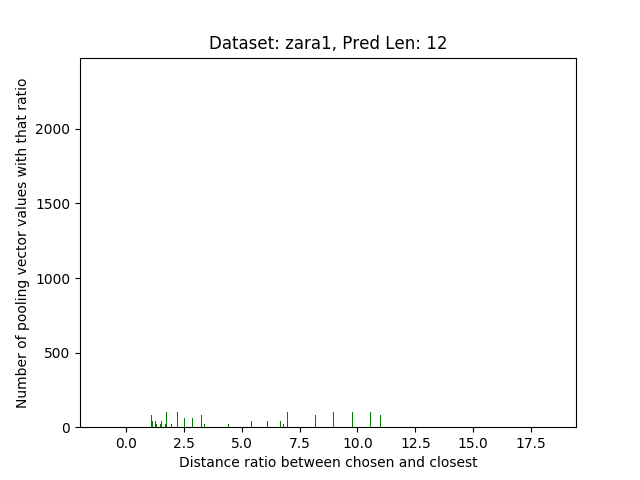 Dataset: zara1, Pred Len: 12
Number of pooling vector values with that ratio
2000
1500
1000
500
0
0.0 2.5 5.0 7.5 10.0 12.5 15.0 17.5
Distance ratio between chosen and closest